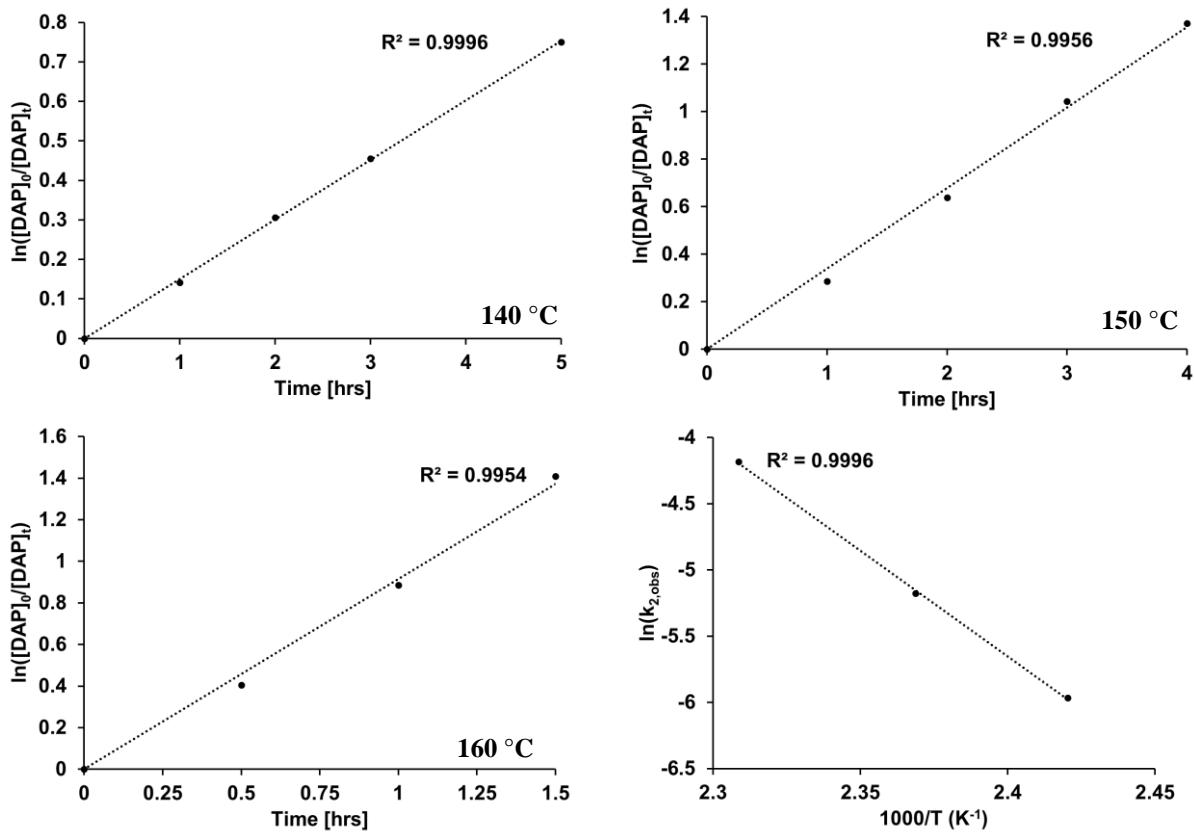 0.8
0.7
0.6
0.5
0.4
0.3
0.2
0.1
0
ln([DAP]₀/[DAP]ₜ)
R² = 0.9996
140 °C
0 1 2 3 4 5
Time [hrs]
1.4
1.2
1
0.8
0.6
0.4
0.2
0
ln([DAP]₀/[DAP]ₜ)
R² = 0.9956
150 °C
0 1 2 3 4
Time [hrs]
1.6
1.4
1.2
1
0.8
0.6
0.4
0.2
0
ln([DAP]₀/[DAP]ₜ)
R² = 0.9954
160 °C
0 0.25 0.5 0.75 1 1.25 1.5
Time [hrs]
-4
-4.5
-5
-5.5
-6
-6.5
ln(k₂,obs)
R² = 0.9996
2.3 2.35 2.4 2.45
1000/T (K⁻¹)